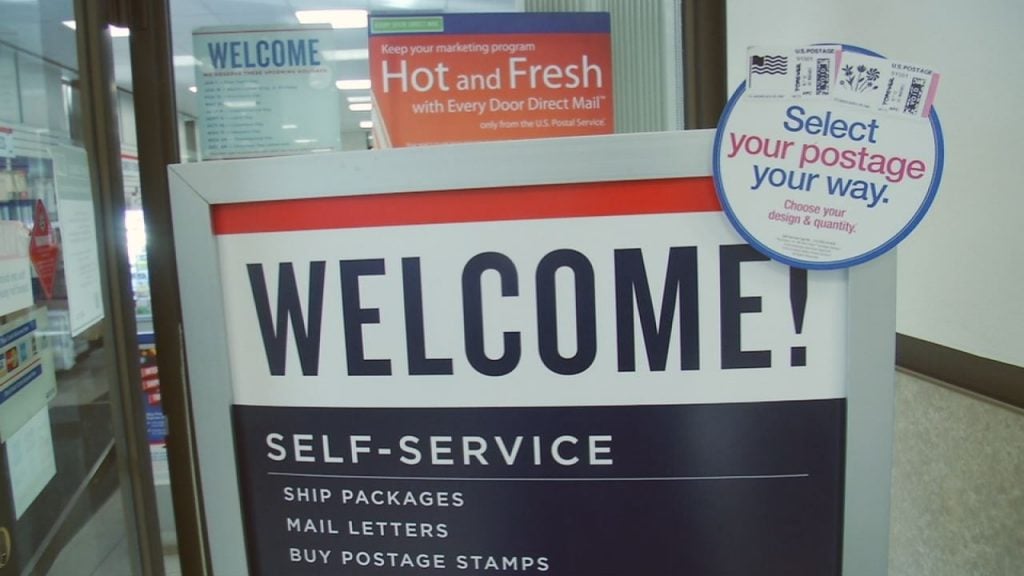 WELCOME
Keep your marketing program
Hot and Fresh
with Every Door Direct Mail™
only from the U.S. Postal Service.
U.S. POSTAGE
U.S. POSTAGE
Select
your postage
your way.
Choose your
design & quantity.
WELCOME!
SELF-SERVICE
SHIP PACKAGES
MAIL LETTERS
BUY POSTAGE STAMPS